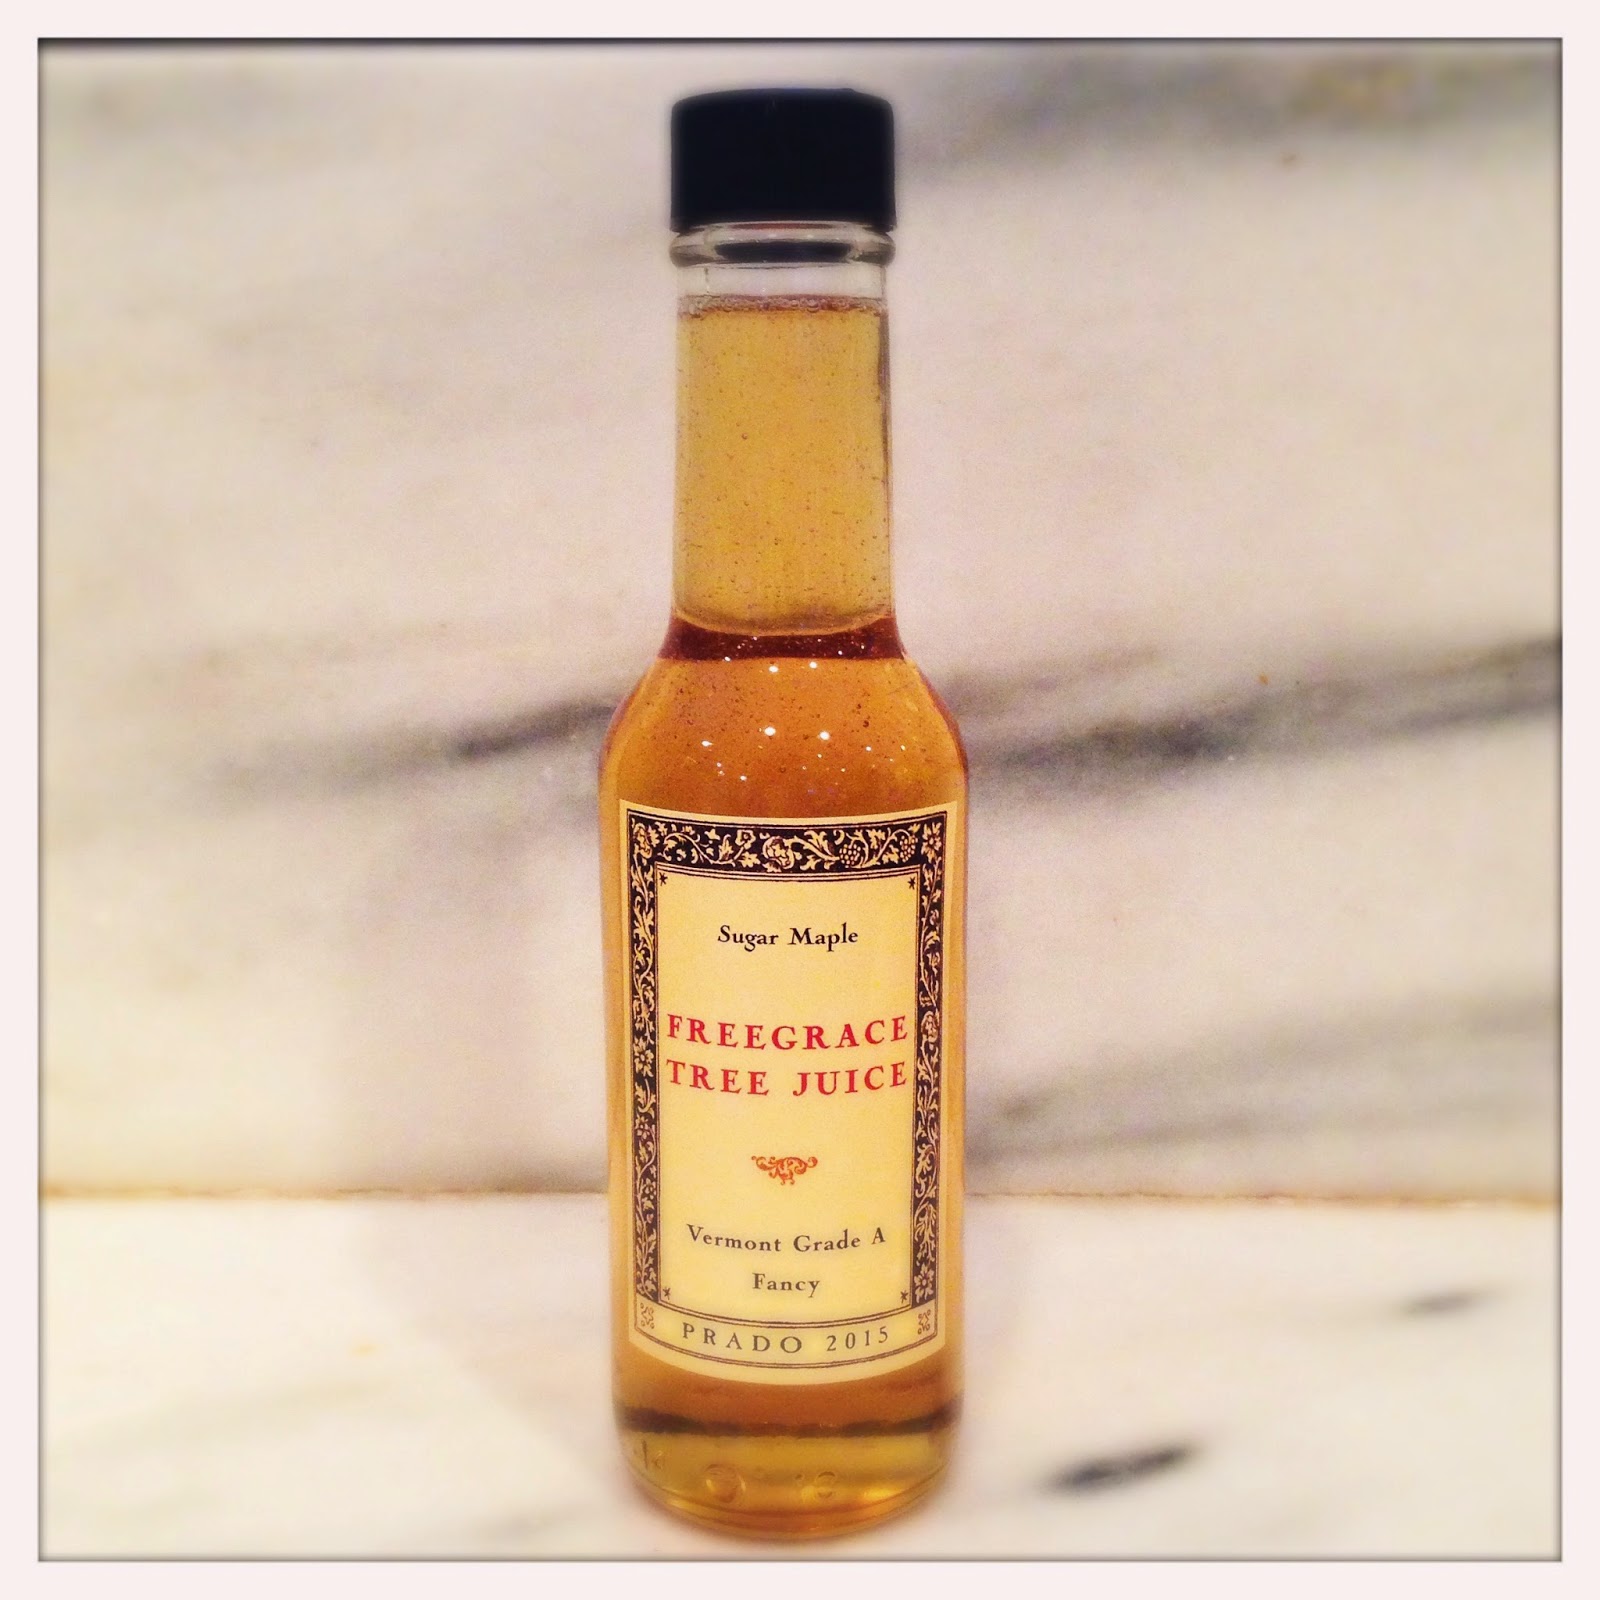 Sugar Maple
FREEGRACE
TREE JUICE
Vermont Grade A
Fancy
PRADO 2015